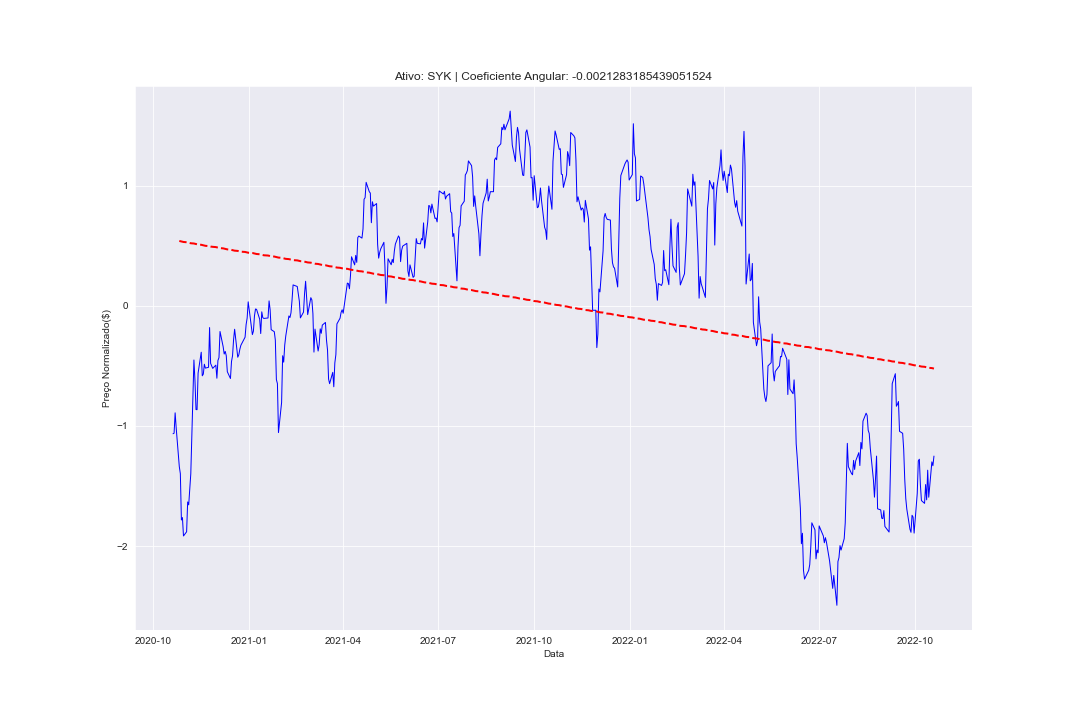 Ativo: SYK | Coeficiente Angular: -0.0021283185439051524
Preço Normalizado($)
1
0
−1
−2
2020-10 2021-01 2021-04 2021-07 2021-10 2022-01 2022-04 2022-07 2022-10
Data